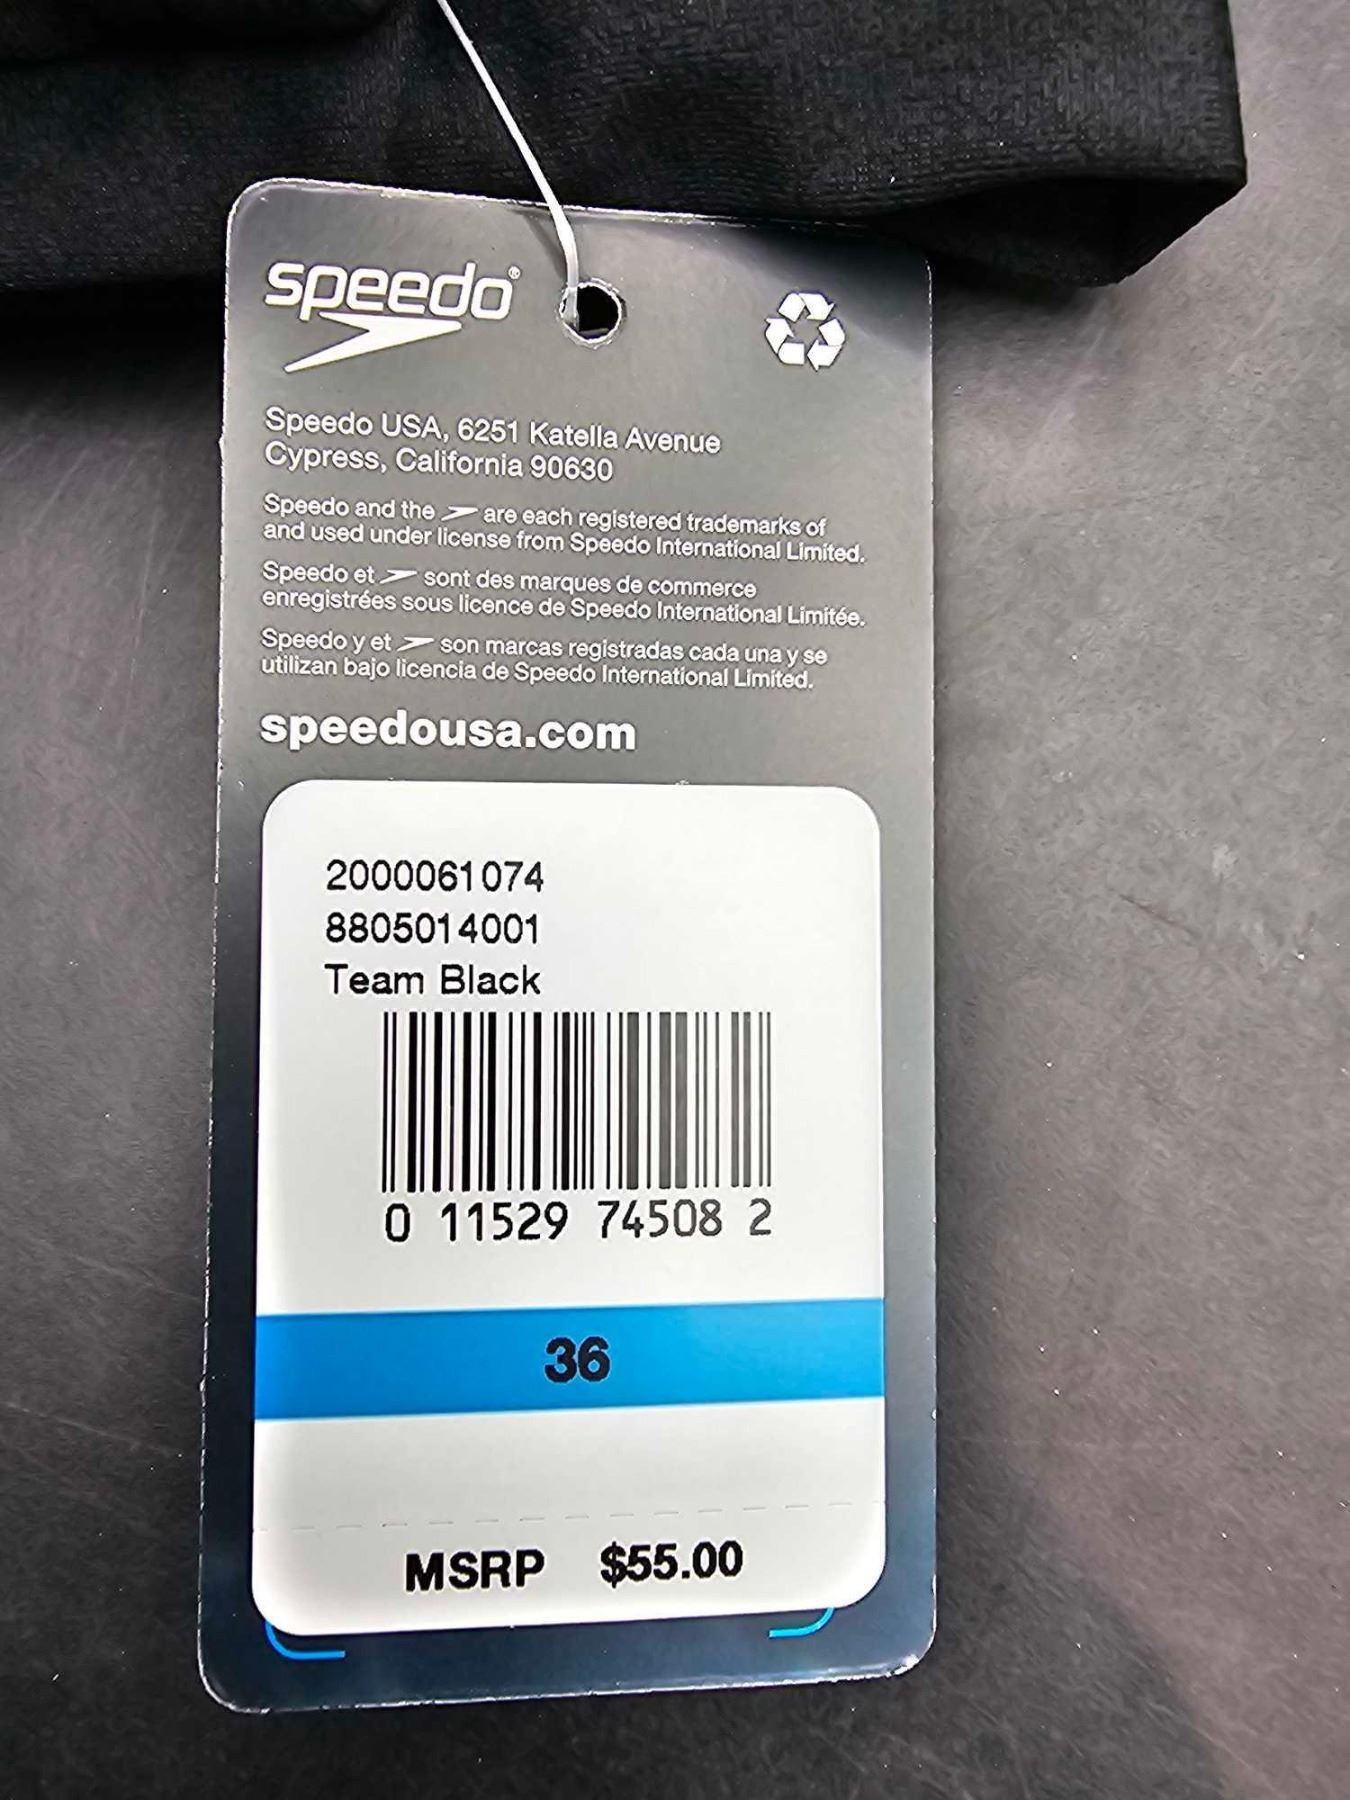 speedo®
Speedo USA, 6251 Katella Avenue
Cypress, California 90630
Speedo and the are each registered trademarks of
and used under license from Speedo International Limited.
Speedo et sont des marques de commerce
enregistrées sous licence de Speedo International Limitée.
Speedo y et son marcas registradas cada una y se
utilizan bajo licencia de Speedo International Limited.
speedousa.com
2000061074
8805014001
Team Black
0 11529 74508 2
36
MSRP $55.00